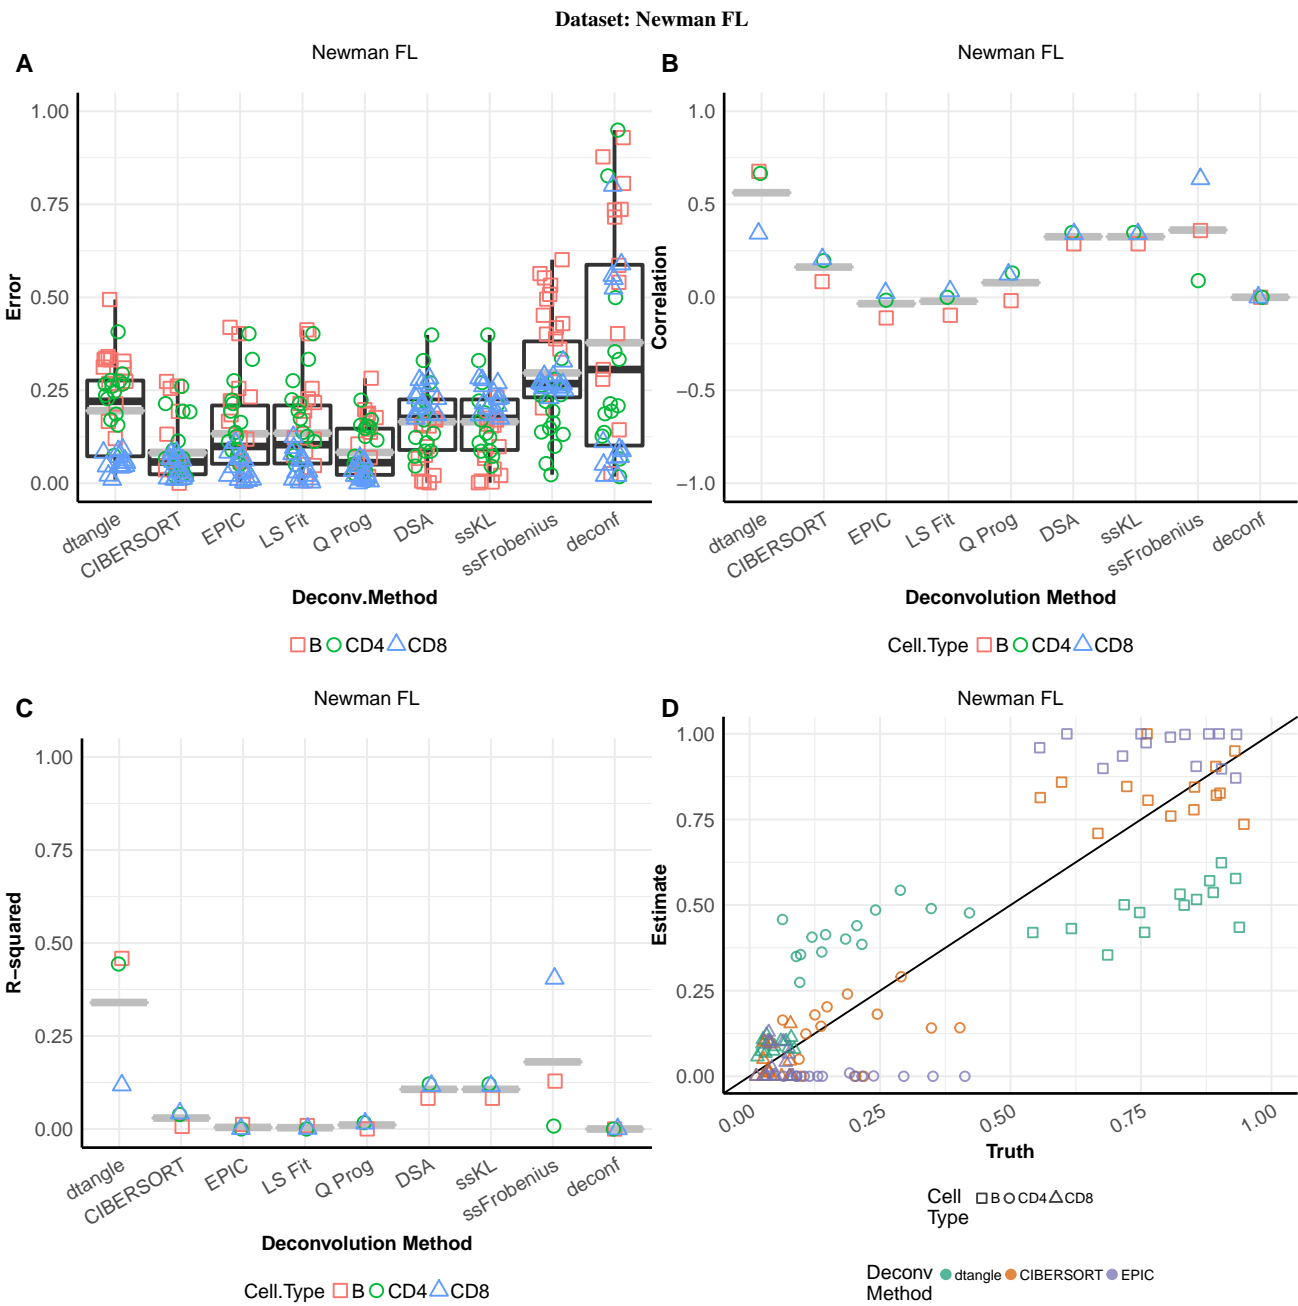 Dataset: Newman FL
A
Newman FL
1.00
0.75
0.50
0.25
0.00
Error
dtangle
CIBERSORT
EPIC
LS Fit
Q Prog
DSA
ssKL
ssFrobenius
deconf
Deconv.Method
B CD4 CD8
B
Newman FL
1.0
0.5
0.0
−0.5
−1.0
Correlation
dtangle
CIBERSORT
EPIC
LS Fit
Q Prog
DSA
ssKL
ssFrobenius
deconf
Deconvolution Method
Cell.Type B CD4 CD8
C
Newman FL
1.00
0.75
0.50
0.25
0.00
R−squared
dtangle
CIBERSORT
EPIC
LS Fit
Q Prog
DSA
ssKL
ssFrobenius
deconf
Deconvolution Method
Cell.Type B CD4 CD8
D
Newman FL
1.00
0.75
0.50
0.25
0.00
Estimate
0.00
0.25
0.50
0.75
1.00
Truth
Cell
Type
B CD4 CD8
Deconv
Method
dtangle CIBERSORT EPIC